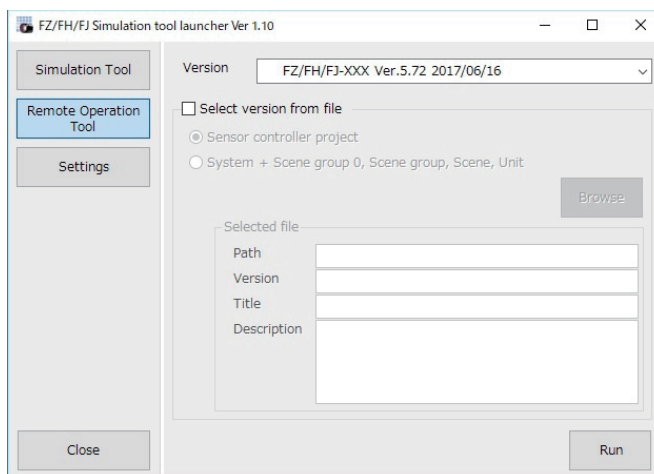 FZ/FH/FJ Simulation tool launcher Ver 1.10
Simulation Tool
Remote Operation
Tool
Settings
Close
Version
FZ/FH/FJ-XXX Ver.5.72 2017/06/16
Select version from file
Sensor controller project
System + Scene group 0, Scene group, Scene, Unit
Browse
Selected file
Path
Version
Title
Description
Run